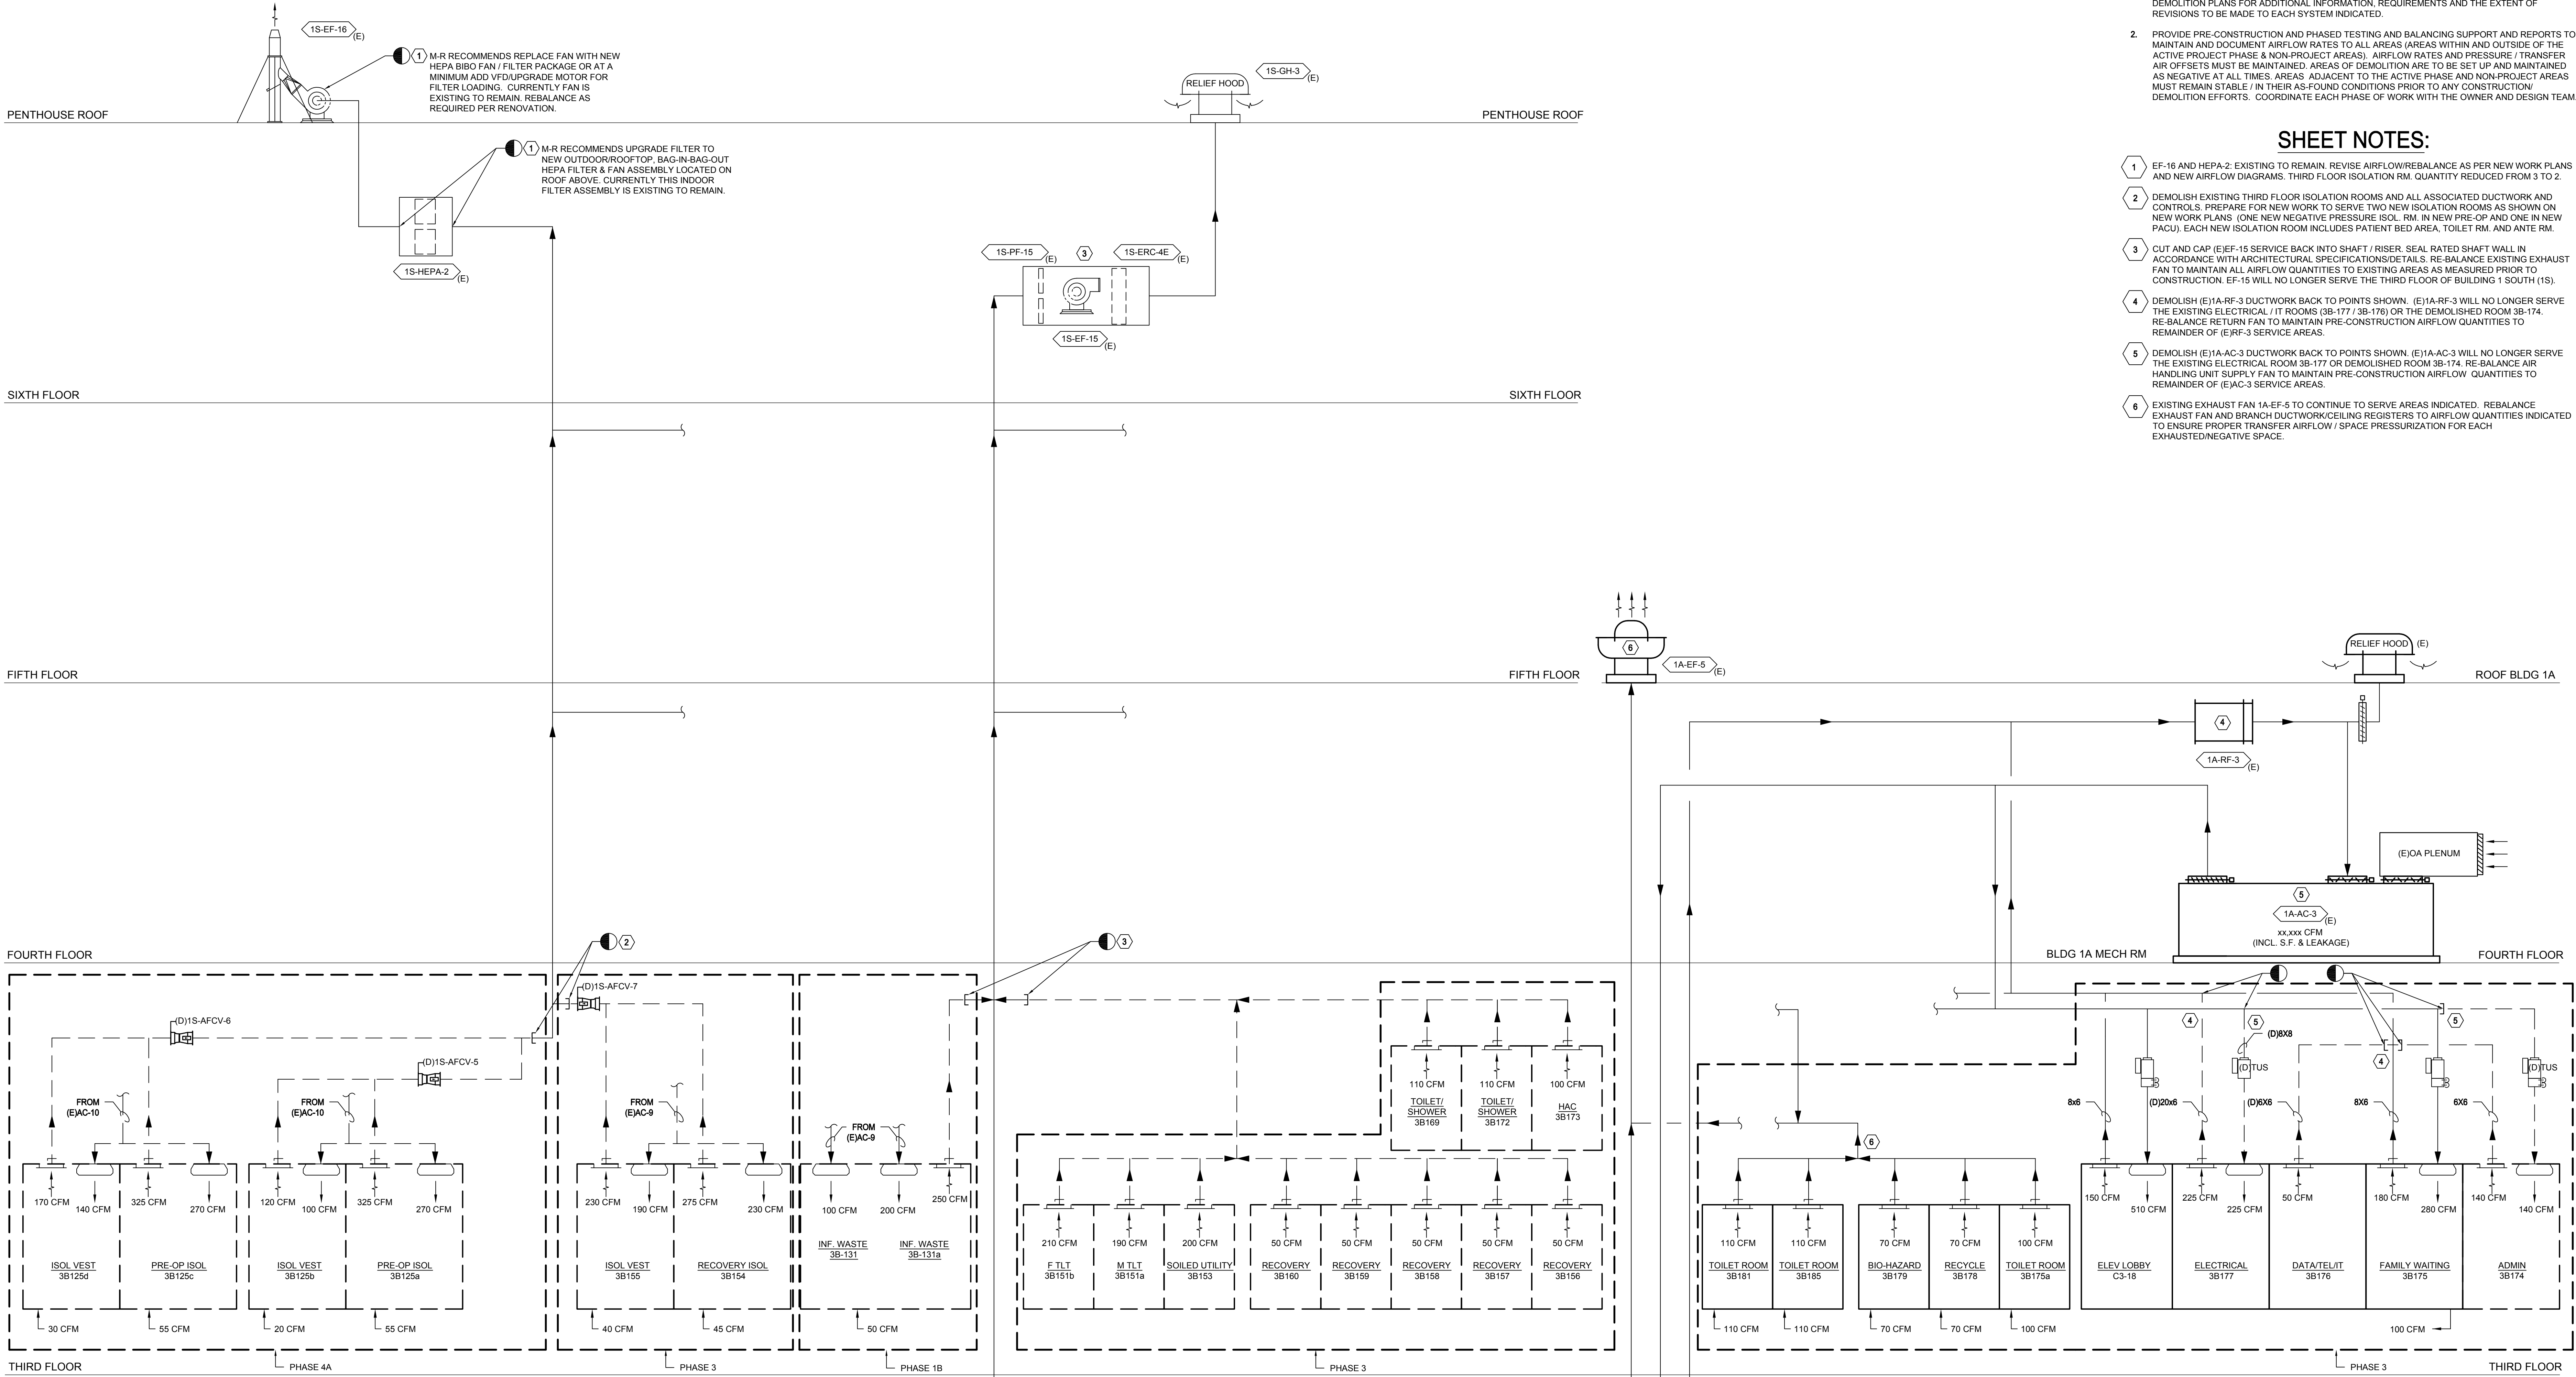 DEMOLITION PLANS FOR ADDITIONAL INFORMATION, REQUIREMENTS AND THE EXTENT OF
REVISIONS TO BE MADE TO EACH SYSTEM INDICATED.
2. PROVIDE PRE-CONSTRUCTION AND PHASED TESTING AND BALANCING SUPPORT AND REPORTS TO
MAINTAIN AND DOCUMENT AIRFLOW RATES TO ALL AREAS (AREAS WITHIN AND OUTSIDE OF THE
ACTIVE PROJECT PHASE & NON-PROJECT AREAS). AIRFLOW RATES AND PRESSURE / TRANSFER
AIR OFFSETS MUST BE MAINTAINED. AREAS OF DEMOLITION ARE TO BE SET UP AND MAINTAINED
AS NEGATIVE AT ALL TIMES. AREAS ADJACENT TO THE ACTIVE PHASE AND NON-PROJECT AREAS
MUST REMAIN STABLE / IN THEIR AS-FOUND CONDITIONS PRIOR TO ANY CONSTRUCTION/
DEMOLITION EFFORTS. COORDINATE EACH PHASE OF WORK WITH THE OWNER AND DESIGN TEAM.
SHEET NOTES:
1 EF-16 AND HEPA-2: EXISTING TO REMAIN. REVISE AIRFLOW/REBALANCE AS PER NEW WORK PLANS
AND NEW AIRFLOW DIAGRAMS. THIRD FLOOR ISOLATION RM. QUANTITY REDUCED FROM 3 TO 2.
2 DEMOLISH EXISTING THIRD FLOOR ISOLATION ROOMS AND ALL ASSOCIATED DUCTWORK AND
CONTROLS. PREPARE FOR NEW WORK TO SERVE TWO NEW ISOLATION ROOMS AS SHOWN ON
NEW WORK PLANS (ONE NEW NEGATIVE PRESSURE ISOL. RM. IN NEW PRE-OP AND ONE IN NEW
PACU). EACH NEW ISOLATION ROOM INCLUDES PATIENT BED AREA, TOILET RM. AND ANTE RM.
3 CUT AND CAP (E)EF-15 SERVICE BACK INTO SHAFT / RISER. SEAL RATED SHAFT WALL IN
ACCORDANCE WITH ARCHITECTURAL SPECIFICATIONS/DETAILS. RE-BALANCE EXISTING EXHAUST
FAN TO MAINTAIN ALL AIRFLOW QUANTITIES TO EXISTING AREAS AS MEASURED PRIOR TO
CONSTRUCTION. EF-15 WILL NO LONGER SERVE THE THIRD FLOOR OF BUILDING 1 SOUTH (1S).
4 DEMOLISH (E)1A-RF-3 DUCTWORK BACK TO POINTS SHOWN. (E)1A-RF-3 WILL NO LONGER SERVE
THE EXISTING ELECTRICAL / IT ROOMS (3B-177 / 3B-176) OR THE DEMOLISHED ROOM 3B-174.
RE-BALANCE RETURN FAN TO MAINTAIN PRE-CONSTRUCTION AIRFLOW QUANTITIES TO
REMAINDER OF (E)RF-3 SERVICE AREAS.
5 DEMOLISH (E)1A-AC-3 DUCTWORK BACK TO POINTS SHOWN. (E)1A-AC-3 WILL NO LONGER SERVE
THE EXISTING ELECTRICAL ROOM 3B-177 OR DEMOLISHED ROOM 3B-174. RE-BALANCE AIR
HANDLING UNIT SUPPLY FAN TO MAINTAIN PRE-CONSTRUCTION AIRFLOW QUANTITIES TO
REMAINDER OF (E)AC-3 SERVICE AREAS.
6 EXISTING EXHAUST FAN 1A-EF-5 TO CONTINUE TO SERVE AREAS INDICATED. REBALANCE
EXHAUST FAN AND BRANCH DUCTWORK/CEILING REGISTERS TO AIRFLOW QUANTITIES INDICATED
TO ENSURE PROPER TRANSFER AIRFLOW / SPACE PRESSURIZATION FOR EACH
EXHAUSTED/NEGATIVE SPACE.
1S-EF-16 (E)
1 M-R RECOMMENDS REPLACE FAN WITH NEW
HEPA BIBO FAN / FILTER PACKAGE OR AT A
MINIMUM ADD VFD/UPGRADE MOTOR FOR
FILTER LOADING. CURRENTLY FAN IS
EXISTING TO REMAIN. REBALANCE AS
REQUIRED PER RENOVATION.
RELIEF HOOD 1S-GH-3 (E)
PENTHOUSE ROOF PENTHOUSE ROOF
1 M-R RECOMMENDS UPGRADE FILTER TO
NEW OUTDOOR/ROOFTOP, BAG-IN-BAG-OUT
HEPA FILTER & FAN ASSEMBLY LOCATED ON
ROOF ABOVE. CURRENTLY THIS INDOOR
FILTER ASSEMBLY IS EXISTING TO REMAIN.
1S-HEPA-2 (E)
1S-PF-15 (E) 3 1S-ERC-4E (E)
1S-EF-15 (E)
SIXTH FLOOR SIXTH FLOOR
6 1A-EF-5 (E)
RELIEF HOOD (E)
FIFTH FLOOR FIFTH FLOOR ROOF BLDG 1A
4
1A-RF-3 (E)
(E)OA PLENUM
5
1A-AC-3 (E)
xx,xxx CFM
(INCL. S.F. & LEAKAGE)
2 3
FOURTH FLOOR BLDG 1A MECH RM FOURTH FLOOR
(D)1S-AFCV-7
(D)1S-AFCV-6
(D)1S-AFCV-5
4 5 (D)8X8 4 5
(D)TUS (D)TUS
FROM
(E)AC-10
FROM
(E)AC-10
FROM
(E)AC-9
FROM
(E)AC-9
8x6 (D)20x6 (D)6X6 8X6 6X6
110 CFM 110 CFM 100 CFM
TOILET/
SHOWER
3B169
TOILET/
SHOWER
3B172
HAC
3B173
6
170 CFM 140 CFM 325 CFM 270 CFM 120 CFM 100 CFM 325 CFM 270 CFM
230 CFM 190 CFM 275 CFM 230 CFM 100 CFM 200 CFM 250 CFM
150 CFM 510 CFM 225 CFM 225 CFM 50 CFM 180 CFM 280 CFM 140 CFM 140 CFM
210 CFM 190 CFM 200 CFM 50 CFM 50 CFM 50 CFM 50 CFM 50 CFM
110 CFM 110 CFM 70 CFM 70 CFM 100 CFM
INF. WASTE
3B-131
INF. WASTE
3B-131a
ISOL VEST
3B125d
PRE-OP ISOL
3B125c
ISOL VEST
3B125b
PRE-OP ISOL
3B125a
ISOL VEST
3B155
RECOVERY ISOL
3B154
F TLT
3B151b
M TLT
3B151a
SOILED UTILITY
3B153
RECOVERY
3B160
RECOVERY
3B159
RECOVERY
3B158
RECOVERY
3B157
RECOVERY
3B156
TOILET ROOM
3B181
TOILET ROOM
3B185
BIO-HAZARD
3B179
RECYCLE
3B178
TOILET ROOM
3B175a
ELEV LOBBY
C3-18
ELECTRICAL
3B177
DATA/TEL/IT
3B176
FAMILY WAITING
3B175
ADMIN
3B174
30 CFM 55 CFM 20 CFM 55 CFM 40 CFM 45 CFM 50 CFM 110 CFM 110 CFM 70 CFM 70 CFM 100 CFM 100 CFM
PHASE 4A PHASE 3 PHASE 1B PHASE 3 PHASE 3
THIRD FLOOR THIRD FLOOR